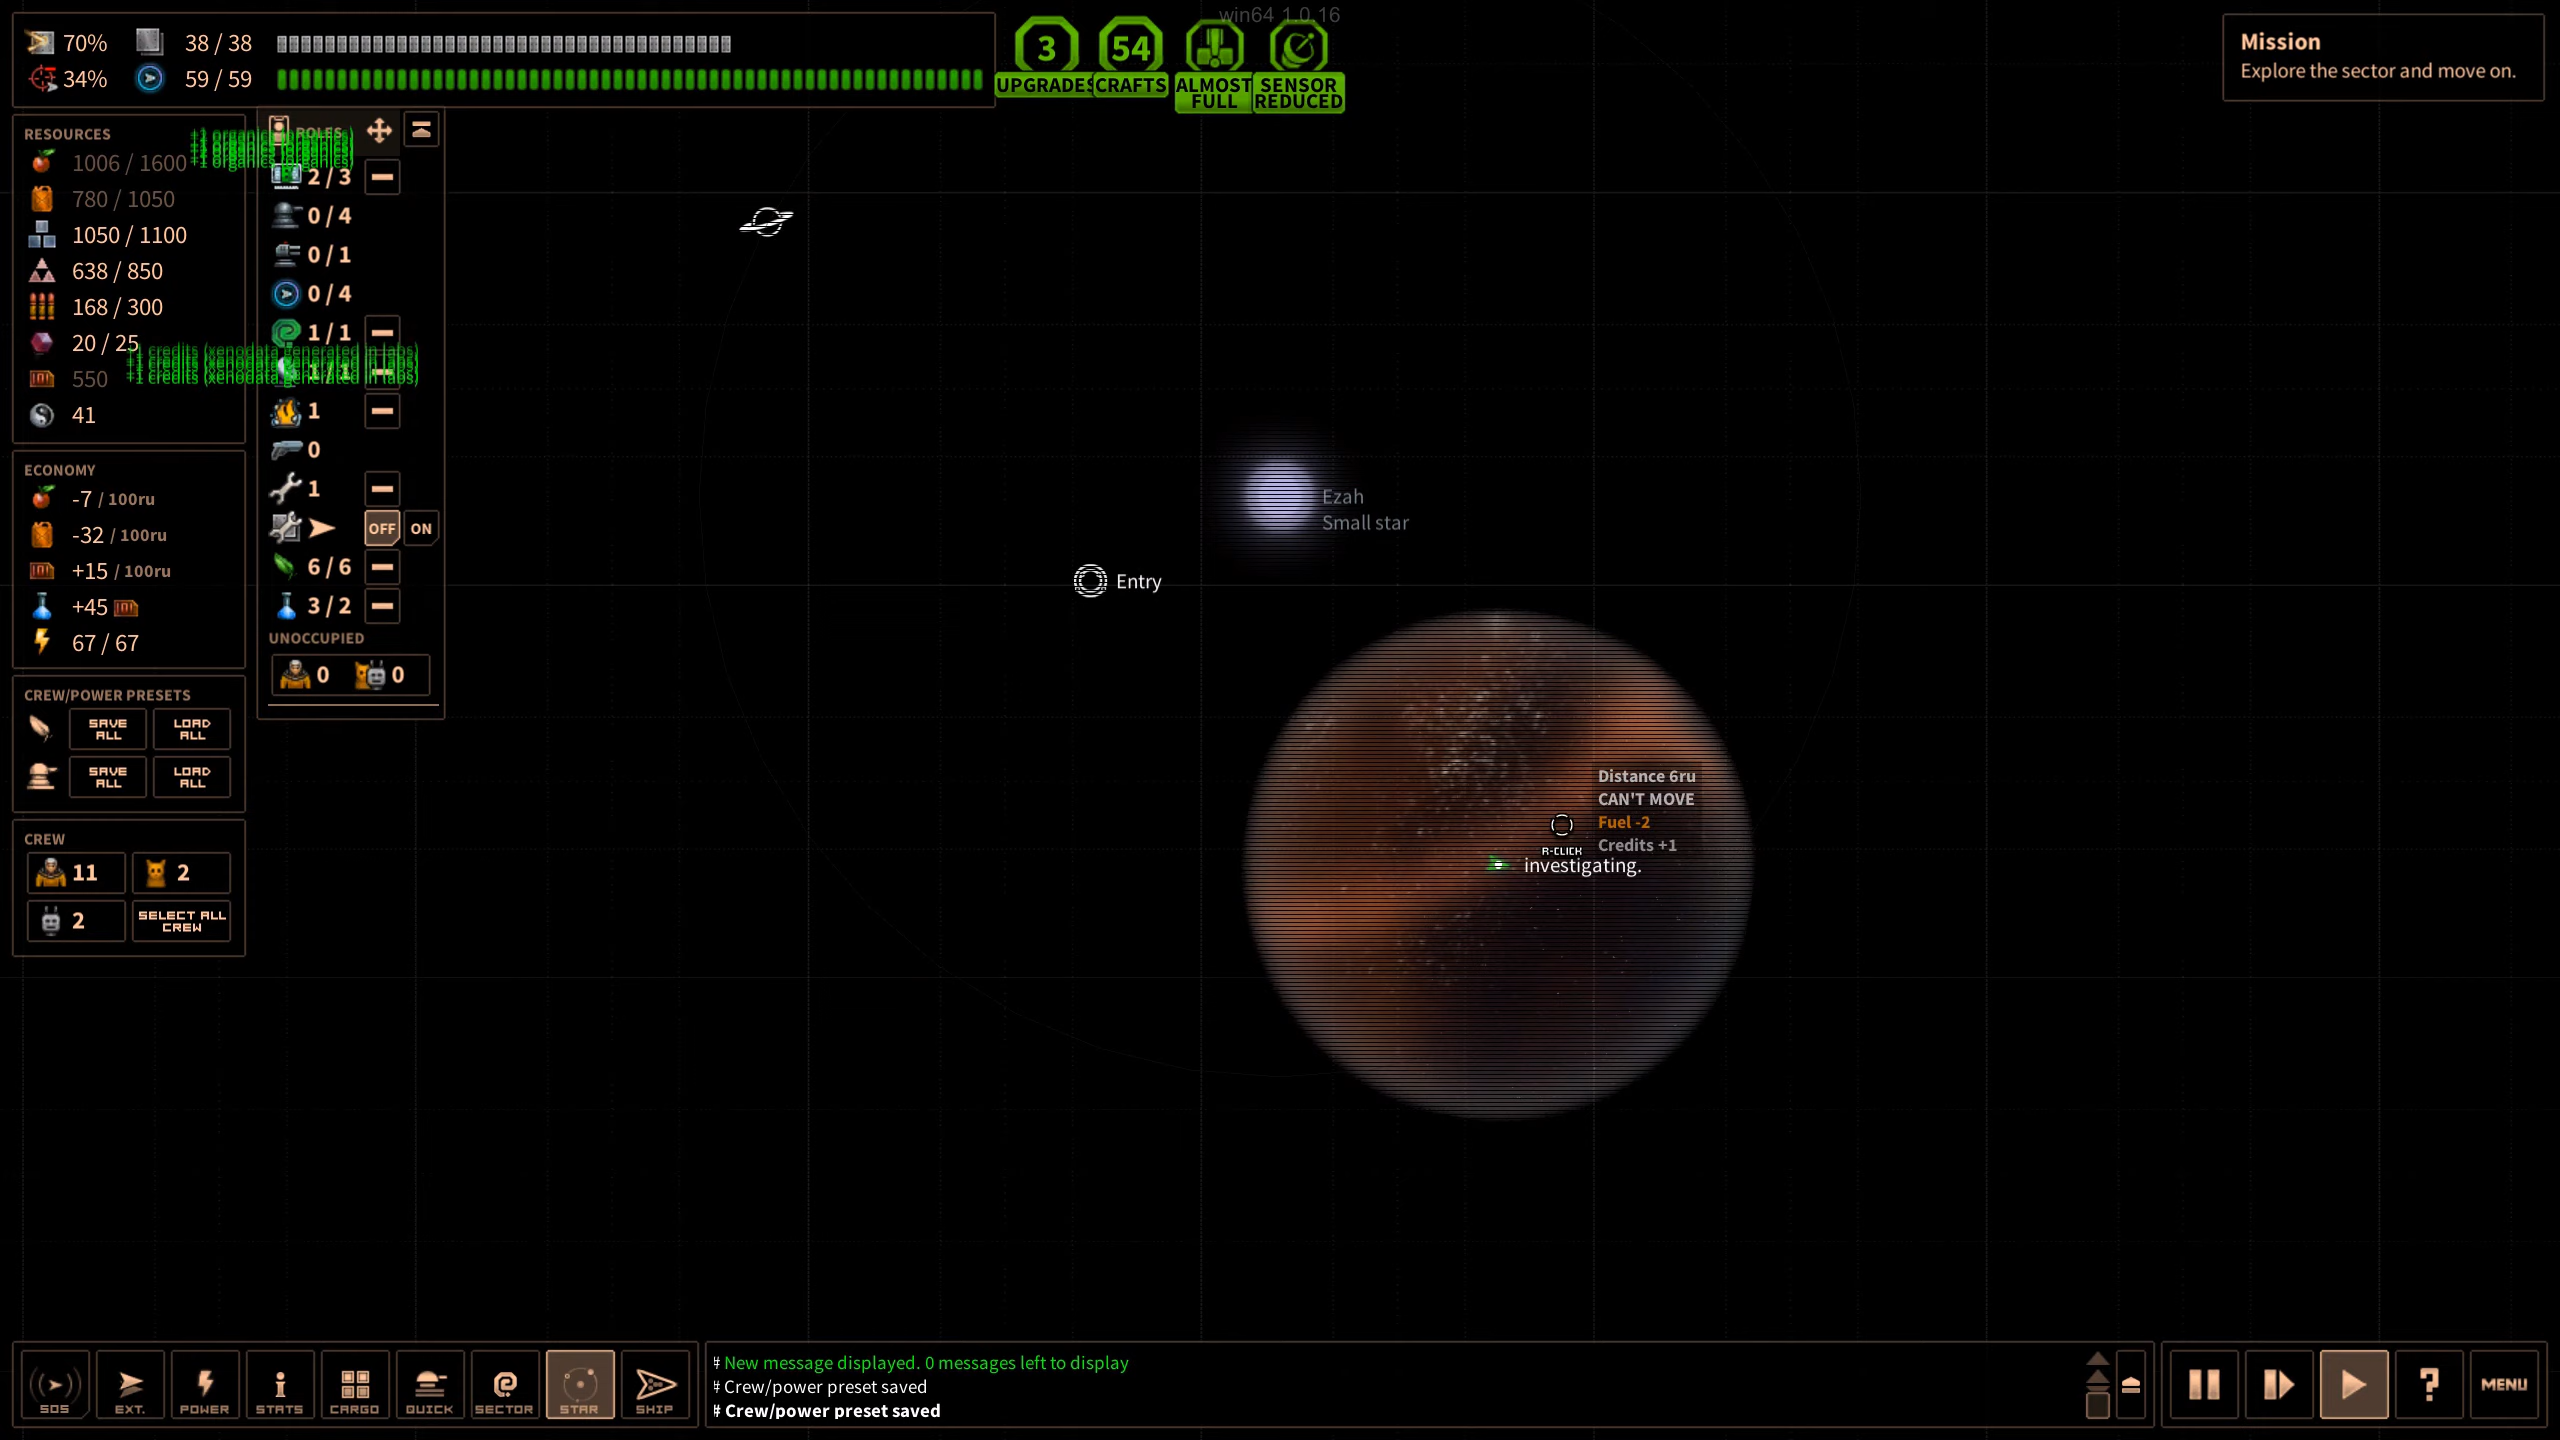 win64 1.0.16
70%
38 / 38
34%
59 / 59
3
UPGRADES
54
CRAFTS
ALMOST
FULL
SENSOR
REDUCED
Mission
Explore the sector and move on.
RESOURCES
1006 / 1600
780 / 1050
1050 / 1100
638 / 850
168 / 300
20 / 25
550
41
+1 credits (xenodata generated in labs)
ROLES
2 / 3
0 / 4
0 / 1
0 / 4
1 / 1
1 / 1
1
0
1
OFF
ON
6 / 6
3 / 2
UNOCCUPIED
0
0
ECONOMY
-7 / 100ru
-32 / 100ru
+15 / 100ru
+45
67 / 67
CREW/POWER PRESETS
SAVE
ALL
LOAD
ALL
SAVE
ALL
LOAD
ALL
CREW
11
2
2
SELECT ALL
CREW
Ezah
Small star
Entry
Distance 6ru
CAN'T MOVE
Fuel -2
Credits +1
R-CLICK
investigating.
SOS
EXT.
POWER
STATS
CARGO
QUICK
SECTOR
STAR
SHIP
# New message displayed. 0 messages left to display
# Crew/power preset saved
# Crew/power preset saved
?
MENU